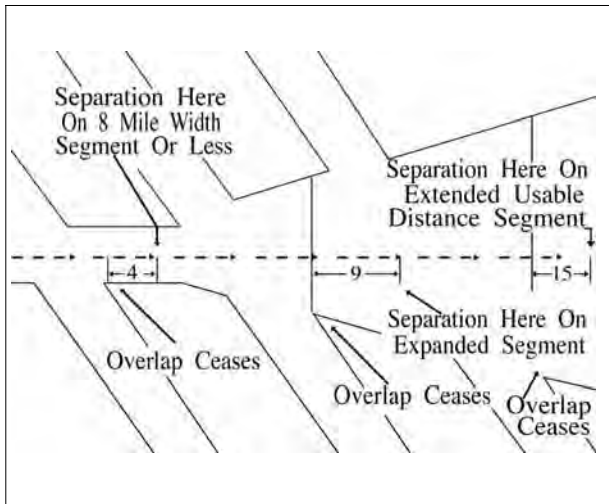 Separation Here
On 8 Mile Width
Segment Or Less
Separation Here On
Extended Usable
Distance Segment
4
9
15
Separation Here On
Expanded Segment
Overlap Ceases
Overlap Ceases
Overlap
Ceases